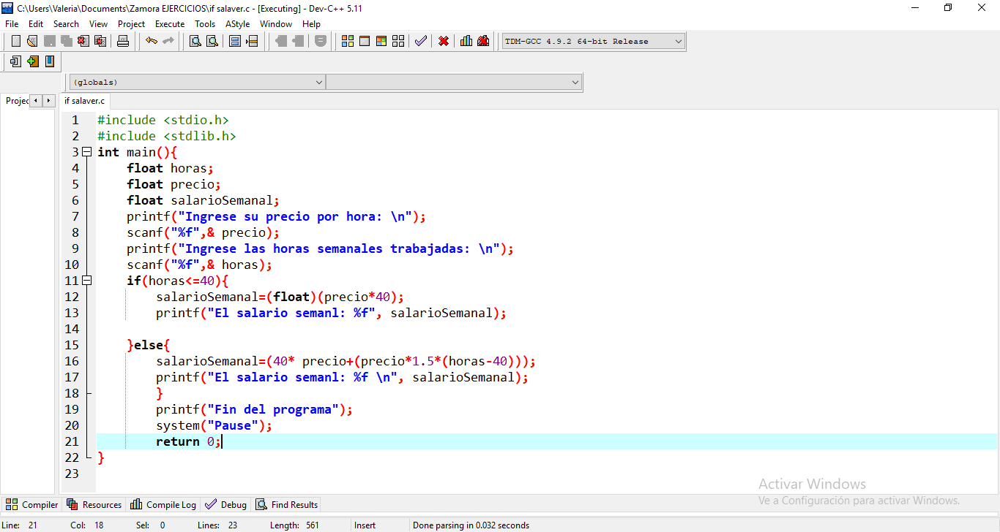 C:\Users\Valeria\Documents\Zamora EJERCICIOS\if salaver.c - [Executing] - Dev-C++ 5.11
File Edit Search View Project Execute Tools AStyle Window Help
TDM-GCC 4.9.2 64-bit Release
(globals)
Projec if salaver.c
1 #include <stdio.h>
2 #include <stdlib.h>
3 int main(){
4 float horas;
5 float precio;
6 float salarioSemanal;
7 printf("Ingrese su precio por hora: \n");
8 scanf("%f",& precio);
9 printf("Ingrese las horas semanales trabajadas: \n");
10 scanf("%f",& horas);
11 if(horas<=40){
12 salarioSemanal=(float)(precio*40);
13 printf("El salario semanl: %f", salarioSemanal);
14
15 }else{
16 salarioSemanal=(40* precio+(precio*1.5*(horas-40)));
17 printf("El salario semanl: %f \n", salarioSemanal);
18 }
19 printf("Fin del programa");
20 system("Pause");
21 return 0;
22 }
23
Activar Windows
Ve a Configuración para activar Windows.
Compiler Resources Compile Log Debug Find Results
Line: 21 Col: 18 Sel: 0 Lines: 23 Length: 561 Insert Done parsing in 0.032 seconds